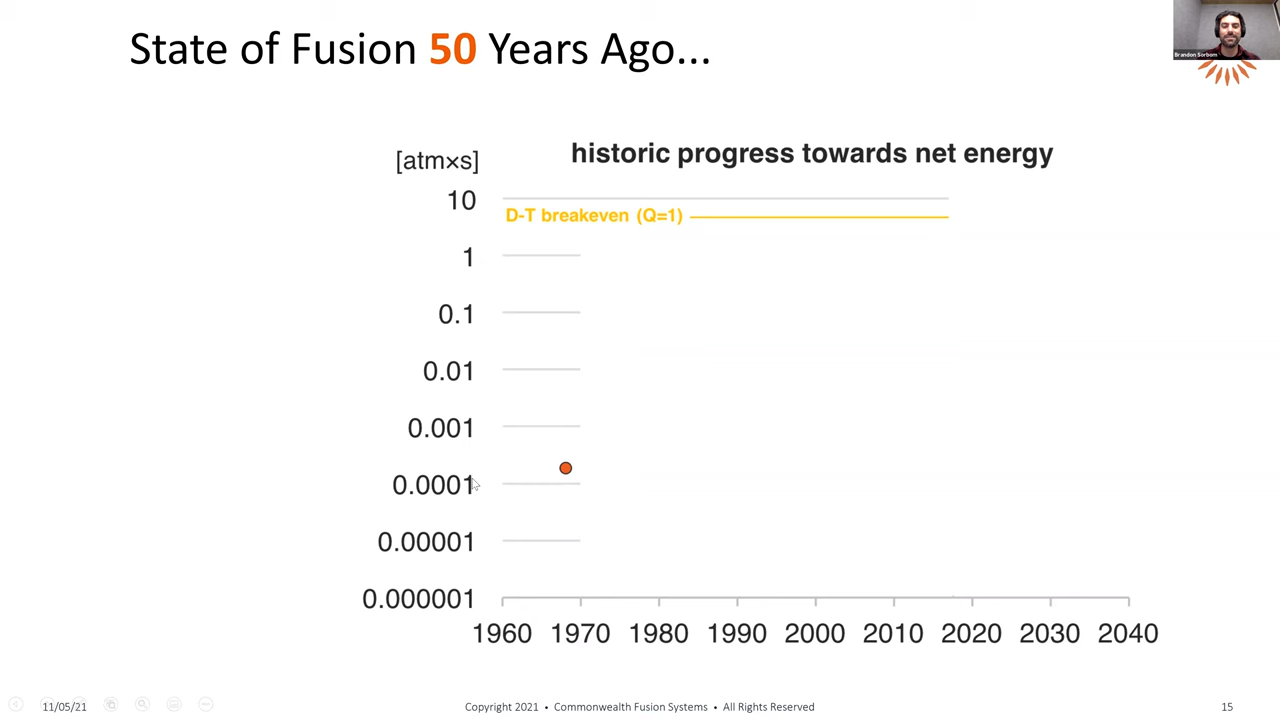 State of Fusion 50 Years Ago...
Brandon Sorbom
historic progress towards net energy
[atm×s]
10
D-T breakeven (Q=1)
1
0.1
0.01
0.001
0.0001
0.00001
0.000001
1960 1970 1980 1990 2000 2010 2020 2030 2040
11/05/21 Copyright 2021 • Commonwealth Fusion Systems • All Rights Reserved 15